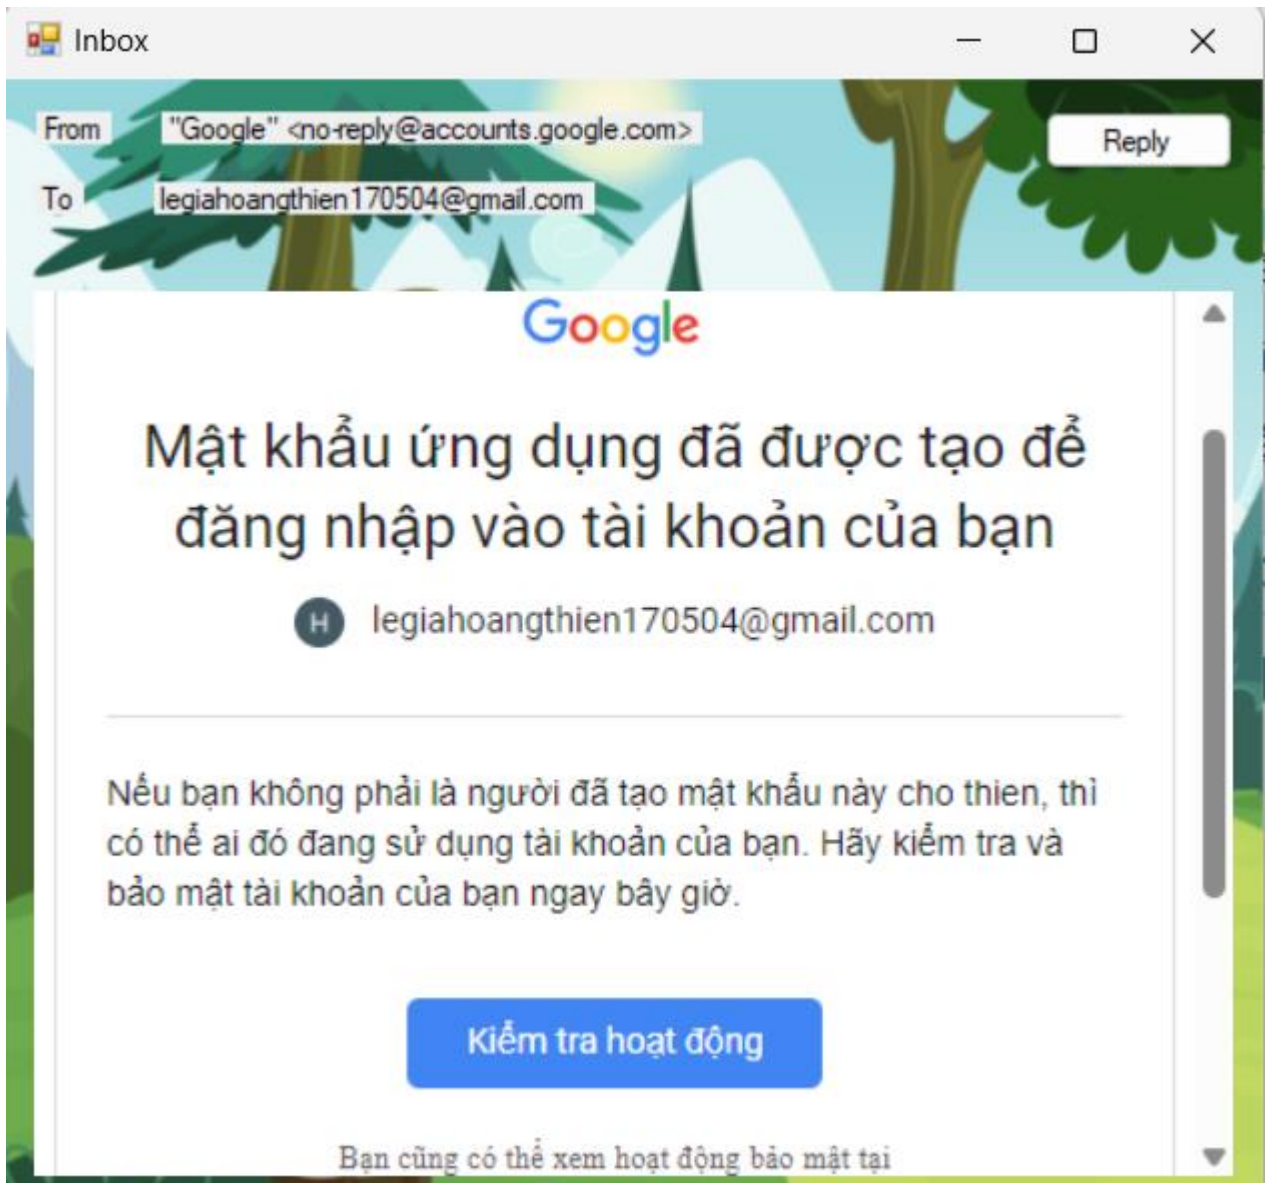 Inbox
From "Google" <no-reply@accounts.google.com>
Reply
To legiahoangthien170504@gmail.com
Google
Mật khẩu ứng dụng đã được tạo để
đăng nhập vào tài khoản của bạn
H legiahoangthien170504@gmail.com
Nếu bạn không phải là người đã tạo mật khẩu này cho thien, thì
có thể ai đó đang sử dụng tài khoản của bạn. Hãy kiểm tra và
bảo mật tài khoản của bạn ngay bây giờ.
Kiểm tra hoạt động
Bạn cũng có thể xem hoạt động bảo mật tại